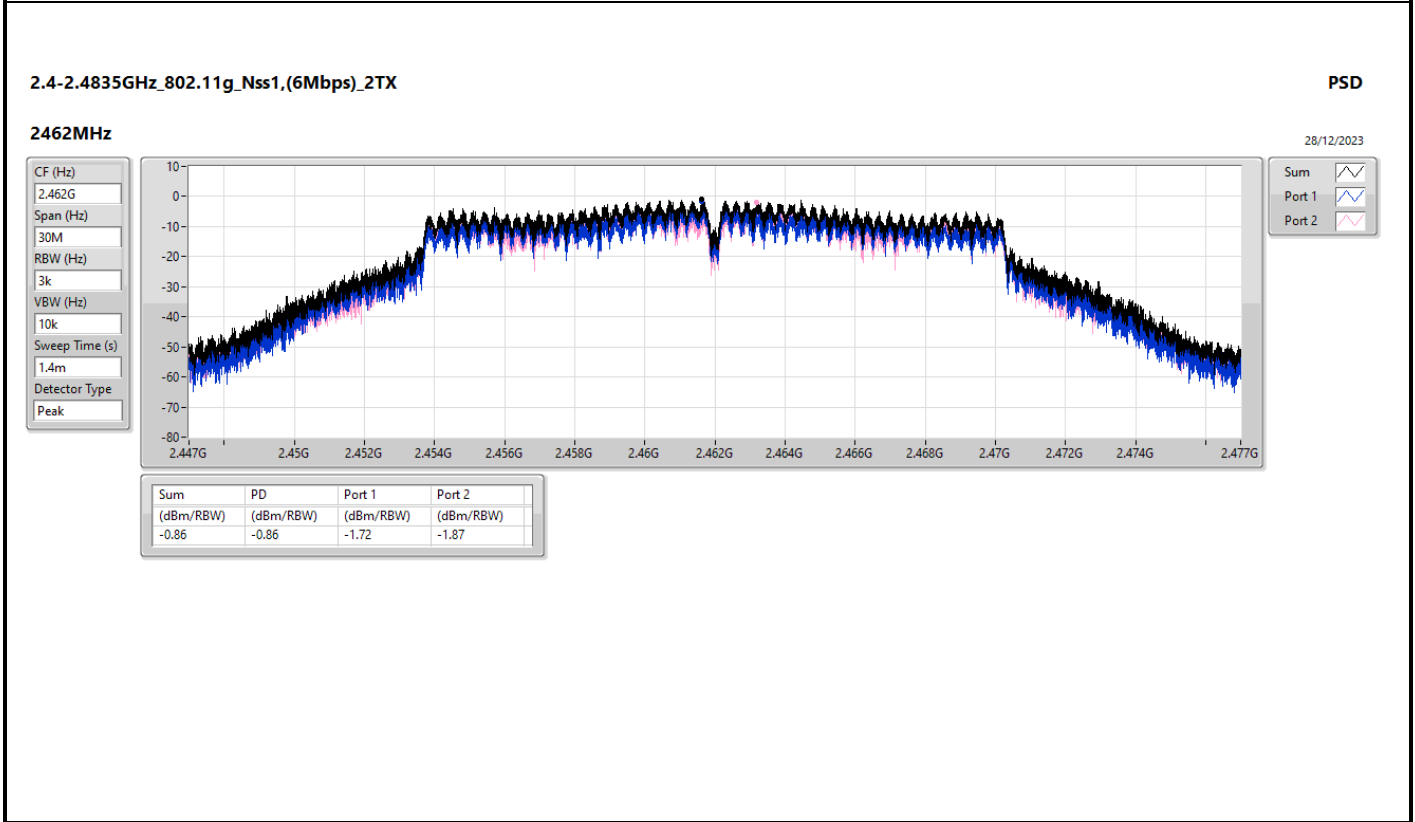 2.4-2.4835GHz_802.11g_Nss1,(6Mbps)_2TX
PSD
2462MHz
28/12/2023
CF (Hz)
2.462G
Span (Hz)
30M
RBW (Hz)
3k
VBW (Hz)
10k
Sweep Time (s)
1.4m
Detector Type
Peak
10
0
-10
-20
-30
-40
-50
-60
-70
-80
2.447G 2.45G 2.452G 2.454G 2.456G 2.458G 2.46G 2.462G 2.464G 2.466G 2.468G 2.47G 2.472G 2.474G 2.477G
Sum
Port 1
Port 2
Sum PD Port 1 Port 2
(dBm/RBW) (dBm/RBW) (dBm/RBW) (dBm/RBW)
-0.86 -0.86 -1.72 -1.87